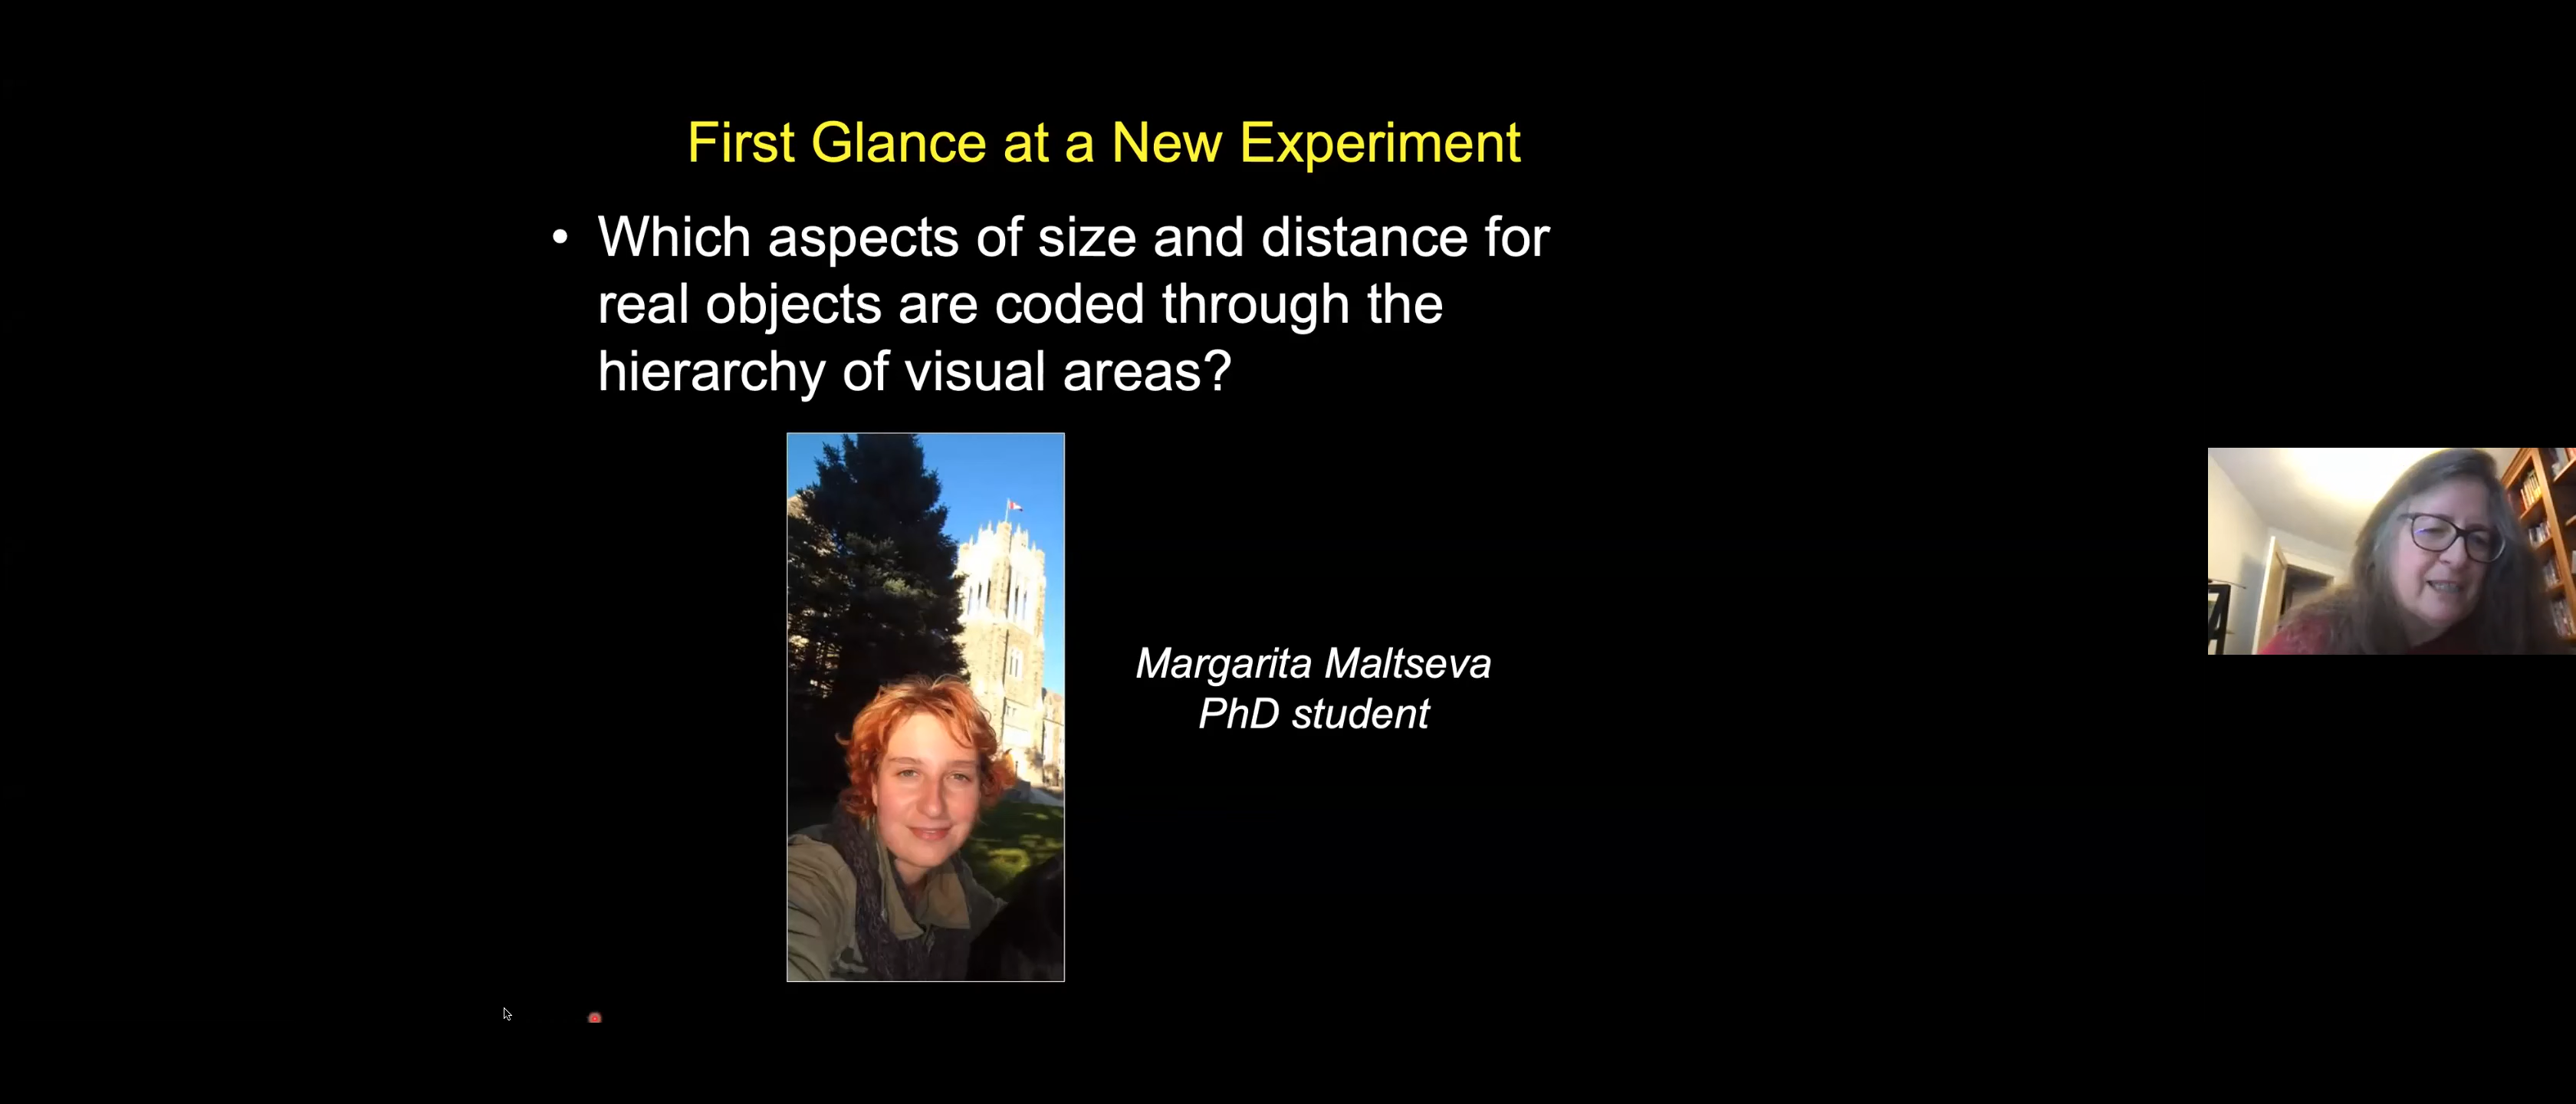 First Glance at a New Experiment
• Which aspects of size and distance for
real objects are coded through the
hierarchy of visual areas?
Margarita Maltseva
PhD student